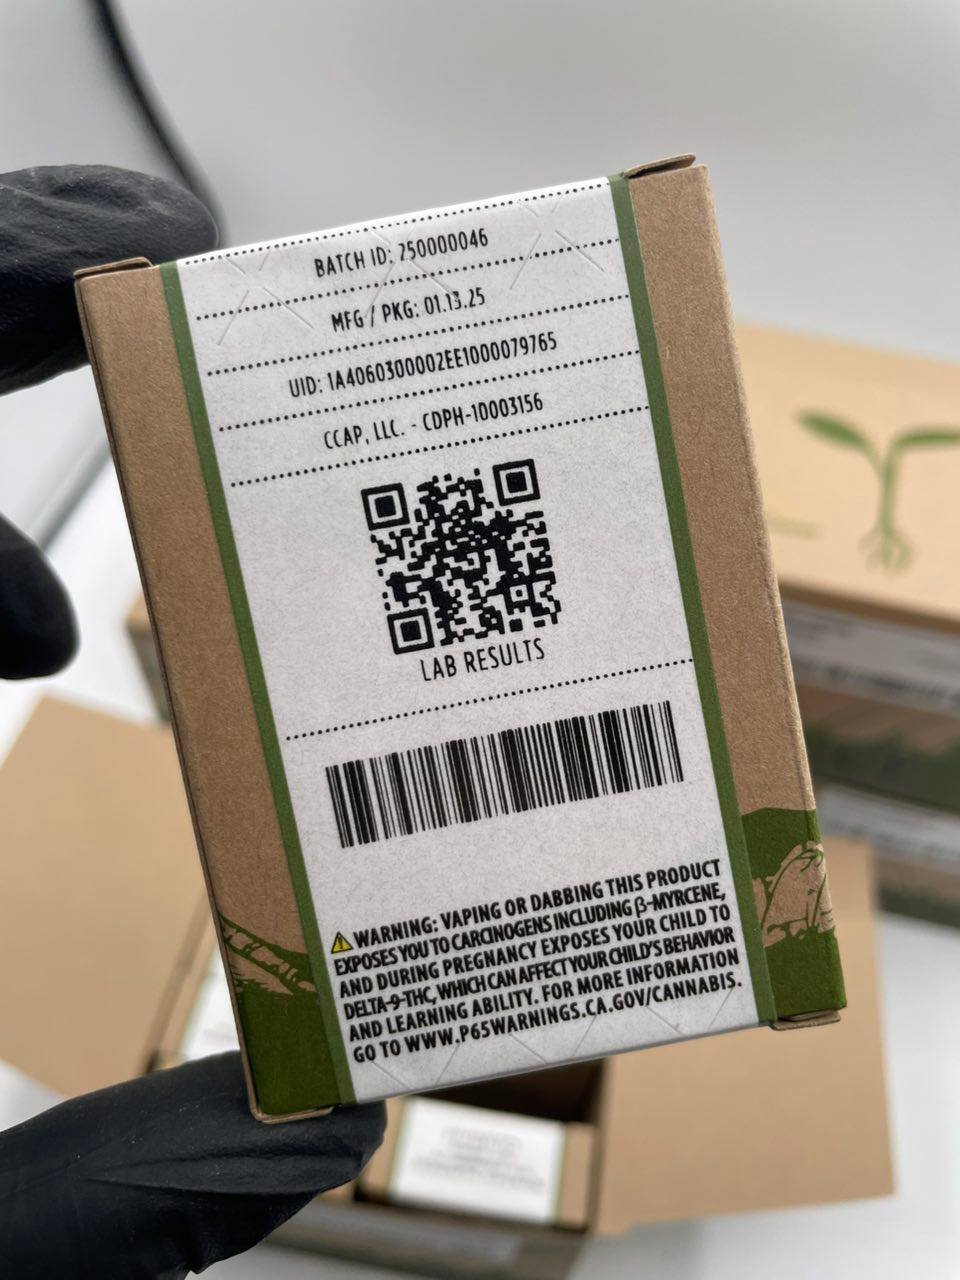 BATCH ID: 250000046
MFG / PKG: 01.13.25
UID: 1A4060300002EE1000079765
CCAP, LLC. - CDPH-10003156
LAB RESULTS
WARNING: VAPING OR DABBING THIS PRODUCT
EXPOSES YOU TO CARCINOGENS INCLUDING β-MYRCENE,
AND DURING PREGNANCY EXPOSES YOUR CHILD TO
DELTA-9-THC, WHICH CAN AFFECT YOUR CHILD'S BEHAVIOR
AND LEARNING ABILITY. FOR MORE INFORMATION
GO TO WWW.P65WARNINGS.CA.GOV/CANNABIS.